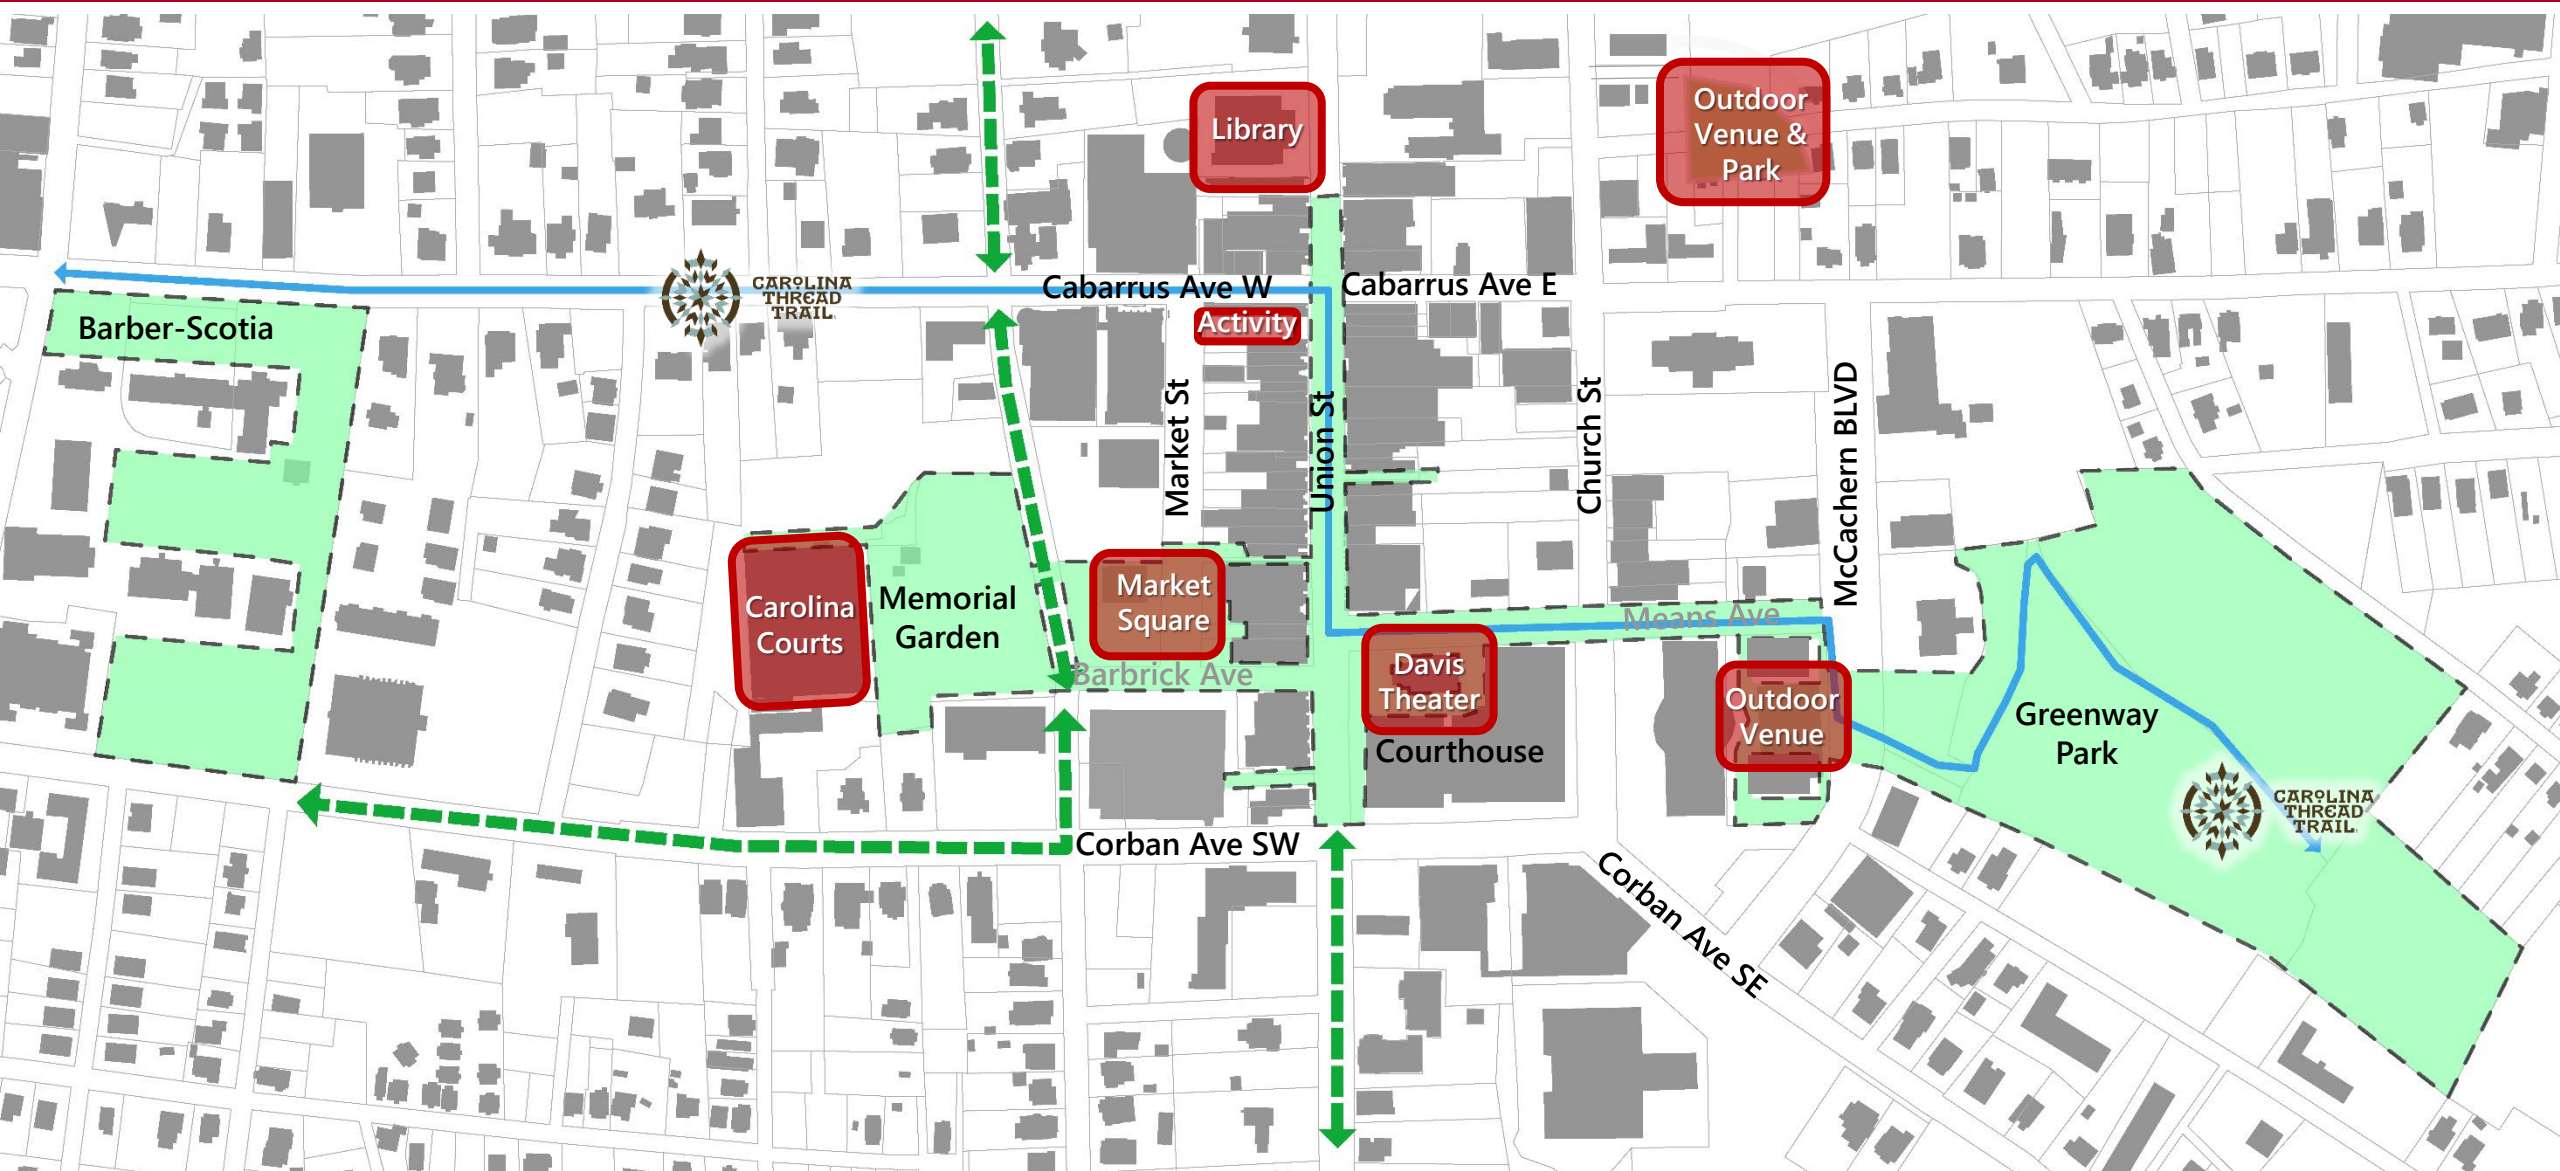 Library
Outdoor
Venue &
Park
CAROLINA
THREAD
TRAIL
Cabarrus Ave W
Cabarrus Ave E
Activity
Barber-Scotia
Market St
Union St
Church St
McCachern BLVD
Carolina
Courts
Memorial
Garden
Market
Square
Means Ave
Barbrick Ave
Davis
Theater
Courthouse
Outdoor
Venue
Greenway
Park
CAROLINA
THREAD
TRAIL
Corban Ave SW
Corban Ave SE